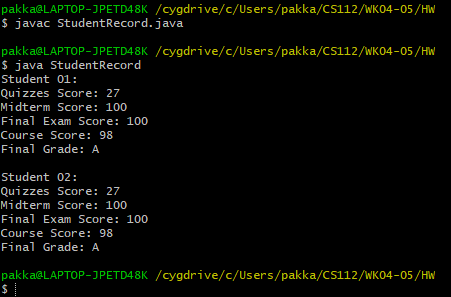 pakka@LAPTOP-JPETD48K /cygdrive/c/Users/pakka/CS112/WK04-05/HW
$ javac StudentRecord.java

pakka@LAPTOP-JPETD48K /cygdrive/c/Users/pakka/CS112/WK04-05/HW
$ java StudentRecord
Student 01:
Quizzes Score: 27
Midterm Score: 100
Final Exam Score: 100
Course Score: 98
Final Grade: A

Student 02:
Quizzes Score: 27
Midterm Score: 100
Final Exam Score: 100
Course Score: 98
Final Grade: A

pakka@LAPTOP-JPETD48K /cygdrive/c/Users/pakka/CS112/WK04-05/HW
$